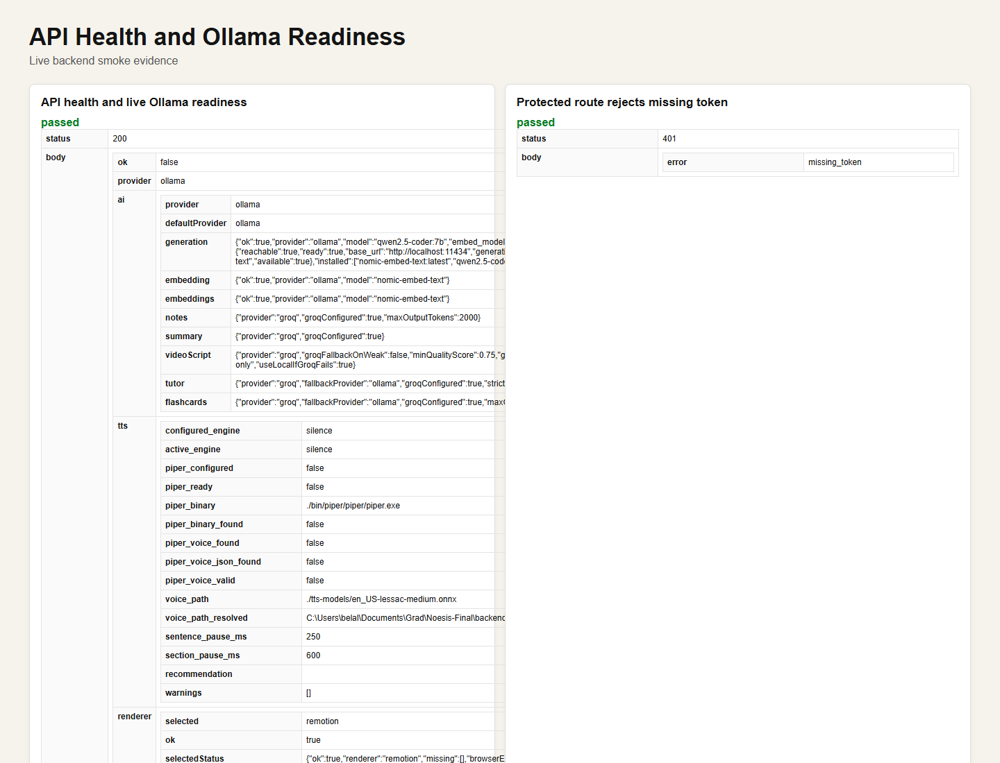 API Health and Ollama Readiness
Live backend smoke evidence
API health and live Ollama readiness
passed
status 200
body
ok false
provider ollama
ai
provider ollama
defaultProvider ollama
generation {"ok":true,"provider":"ollama","model":"qwen2.5-coder:7b","embed_model
{"reachable":true,"ready":true,"base_url":"http://localhost:11434","generati
text","available":true},"installed":["nomic-embed-text:latest","qwen2.5-cod
embedding {"ok":true,"provider":"ollama","model":"nomic-embed-text"}
embeddings {"ok":true,"provider":"ollama","model":"nomic-embed-text"}
notes {"provider":"groq","groqConfigured":true,"maxOutputTokens":2000}
summary {"provider":"groq","groqConfigured":true}
videoScript {"provider":"groq","groqFallbackOnWeak":false,"minQualityScore":0.75,"g
only","useLocalIfGroqFails":true}
tutor {"provider":"groq","fallbackProvider":"ollama","groqConfigured":true,"strict
flashcards {"provider":"groq","fallbackProvider":"ollama","groqConfigured":true,"max
tts
configured_engine silence
active_engine silence
piper_configured false
piper_ready false
piper_binary ./bin/piper/piper/piper.exe
piper_binary_found false
piper_voice_found false
piper_voice_json_found false
piper_voice_valid false
voice_path ./tts-models/en_US-lessac-medium.onnx
voice_path_resolved C:\Users\belal\Documents\Grad\Noesis-Final\backend
sentence_pause_ms 250
section_pause_ms 600
recommendation
warnings []
renderer
selected remotion
ok true
selectedStatus {"ok":true,"renderer":"remotion","missing":[],"browserE
Protected route rejects missing token
passed
status 401
body
error missing_token